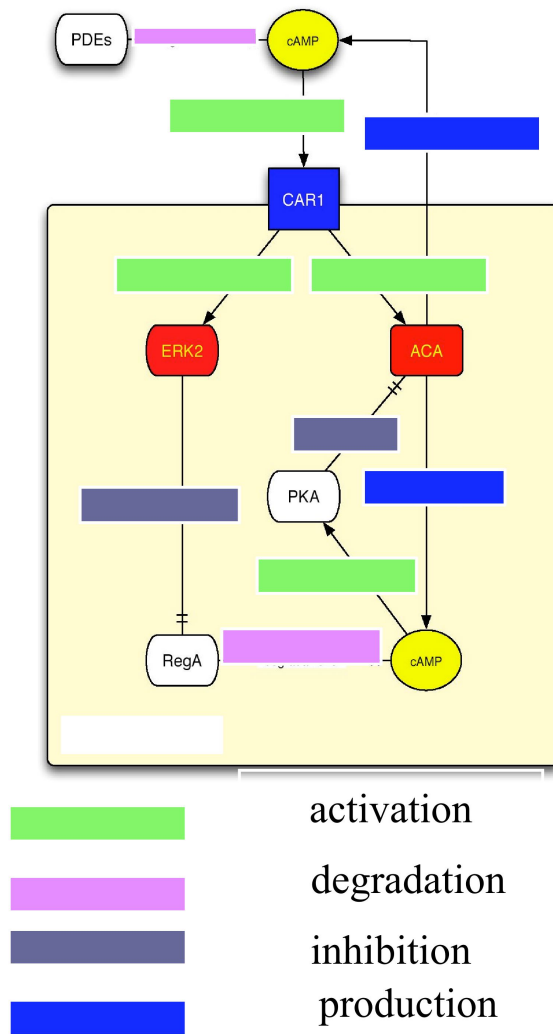 PDEs
cAMP
CAR1
ERK2
ACA
PKA
RegA
cAMP
activation
degradation
inhibition
production